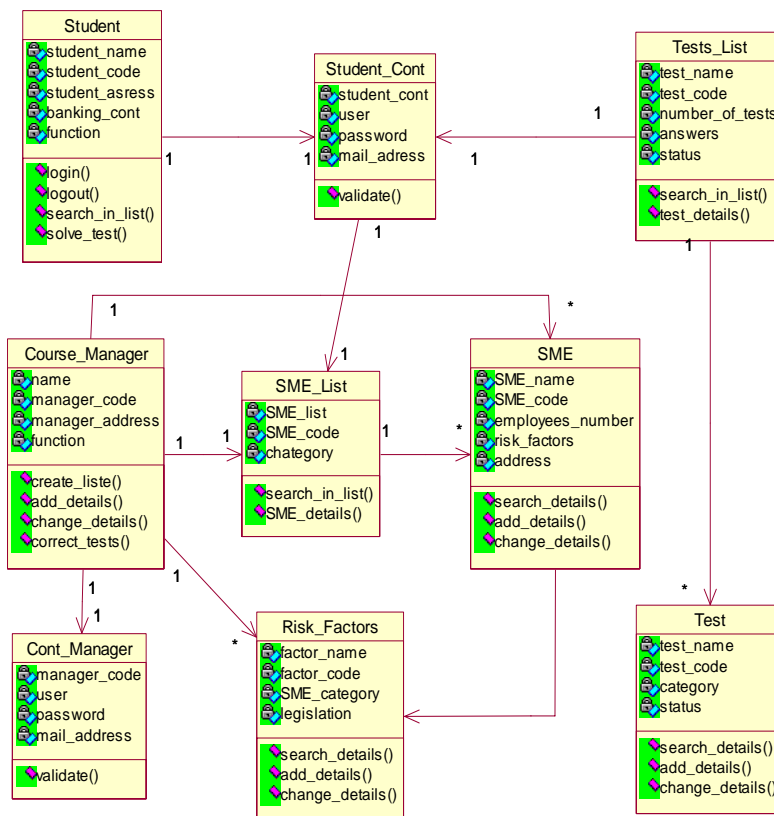 Student
student_name
student_code
student_asress
banking_cont
function
login()
logout()
search_in_list()
solve_test()
Student_Cont
student_cont
user
password
mail_adress
validate()
Tests_List
test_name
test_code
number_of_tests
answers
status
search_in_list()
test_details()
1
1
1
1
1
1
1
*
1
Course_Manager
name
manager_code
manager_address
function
create_liste()
add_details()
change_details()
correct_tests()
SME_List
SME_list
SME_code
chategory
search_in_list()
SME_details()
SME
SME_name
SME_code
employees_number
risk_factors
address
search_details()
add_details()
change_details()
1
1
1
*
1
1
1
*
*
Cont_Manager
manager_code
user
password
mail_address
validate()
Risk_Factors
factor_name
factor_code
SME_category
legislation
search_details()
add_details()
change_details()
Test
test_name
test_code
category
status
search_details()
add_details()
change_details()